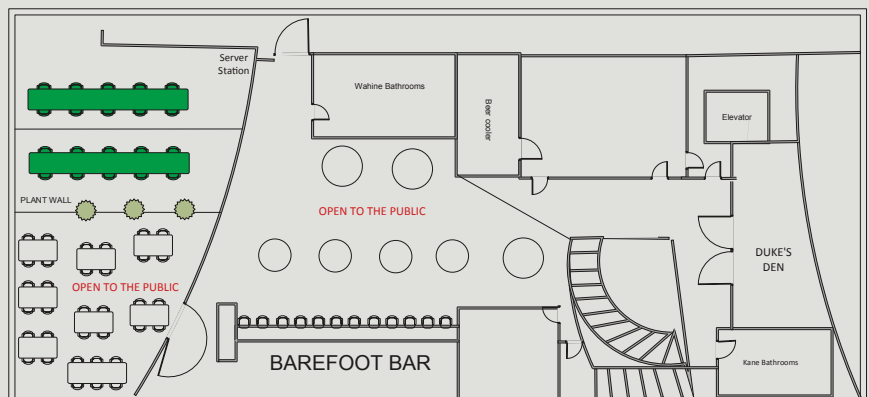 Server
Station
Wahine Bathrooms
Beer cooler
Elevator
PLANT WALL
OPEN TO THE PUBLIC
DUKE'S
DEN
OPEN TO THE PUBLIC
BAREFOOT BAR
Kane Bathrooms